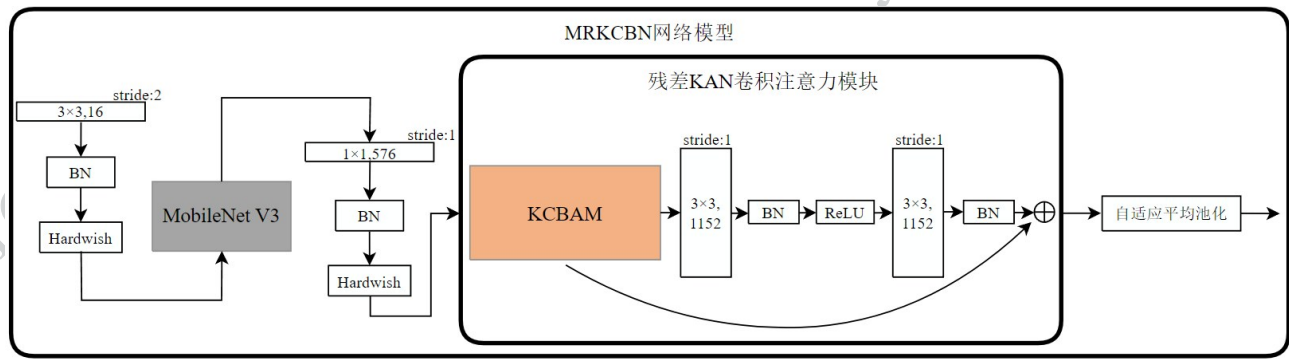 MRKCBN网络模型
残差KAN卷积注意力模块
stride:2
3×3,16
BN
Hardwish
MobileNet V3
stride:1
1×1,576
BN
Hardwish
KCBAM
stride:1
3×3,
1152
BN
ReLU
stride:1
3×3,
1152
BN
自适应平均池化